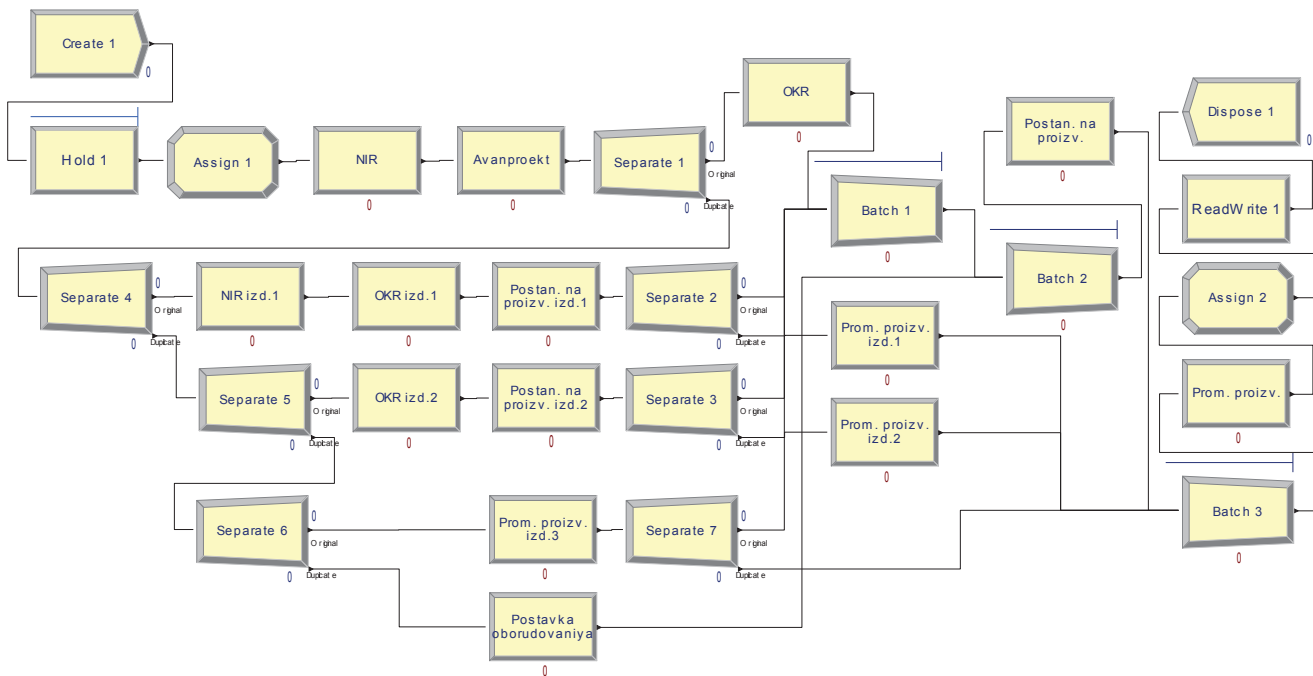 Create 1
0
Hold 1
Assign 1
NIR
0
Avanproekt
0
Separate 1
0
Original
0
Duplicate
OKR
0
Batch 1
0
Postan. na
proizv.
0
Batch 2
0
Dispose 1
0
ReadWrite 1
Assign 2
Prom. proizv.
0
Batch 3
0
Separate 4
0
Original
0
Duplicate
NIR izd.1
0
OKR izd.1
0
Postan. na
proizv. izd.1
0
Separate 2
0
Original
0
Duplicate
Prom. proizv.
izd.1
0
Separate 5
0
Original
0
Duplicate
OKR izd.2
0
Postan. na
proizv. izd.2
0
Separate 3
0
Original
0
Duplicate
Prom. proizv.
izd.2
0
Separate 6
0
Original
0
Duplicate
Prom. proizv.
izd.3
0
Separate 7
0
Original
0
Duplicate
Postavka
oborudovaniya
0